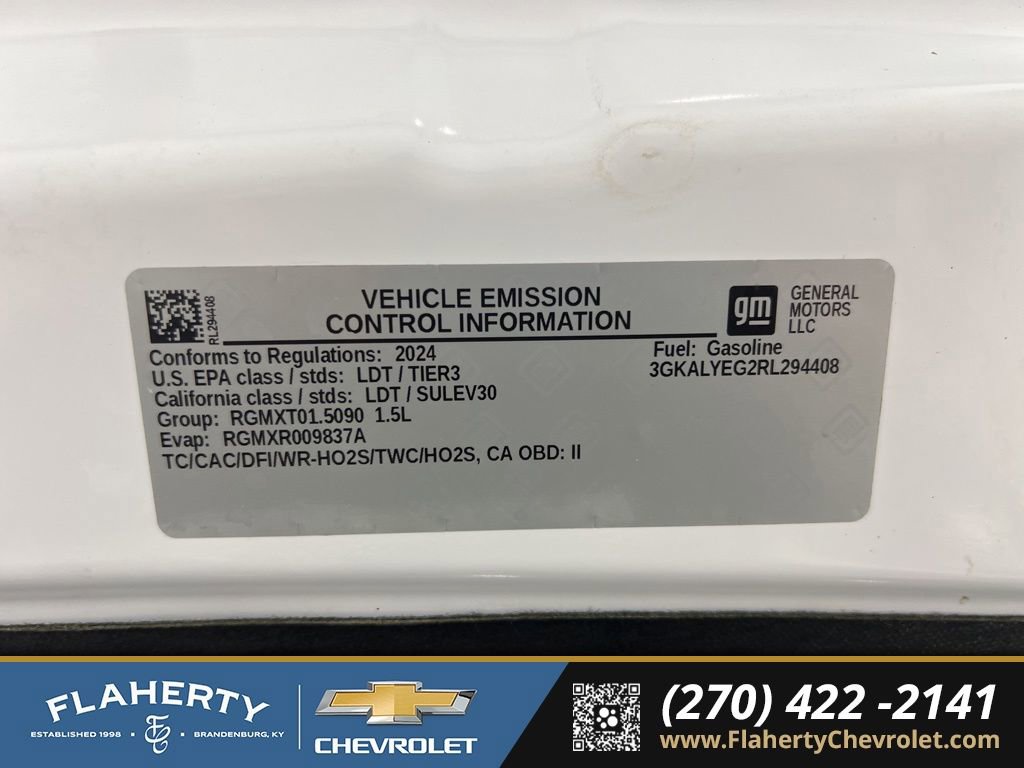 VEHICLE EMISSION
CONTROL INFORMATION
gm
GENERAL
MOTORS
LLC
RL294408
Conforms to Regulations: 2024
U.S. EPA class / stds: LDT / TIER3
California class / stds: LDT / SULEV30
Group: RGMXT01.5090 1.5L
Evap: RGMXR009837A
TC/CAC/DFI/WR-HO2S/TWC/HO2S, CA OBD: II
Fuel: Gasoline
3GKALYEG2RL294408
FLAHERTY
ESTABLISHED 1998 • BRANDENBURG, KY
CHEVROLET
(270) 422 -2141
www.FlahertyChevrolet.com